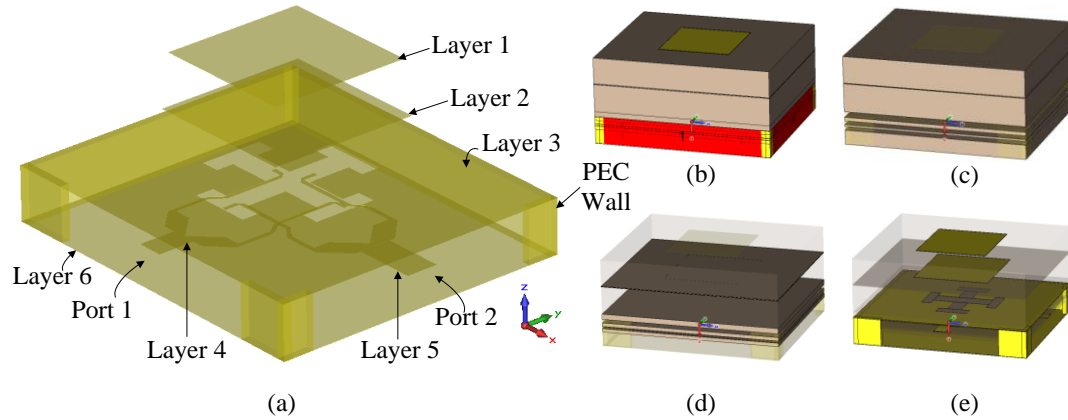 Layer 1
Layer 2
Layer 3
PEC
Wall
Layer 6
Port 1
Layer 4
Layer 5
Port 2
z
y
x
(a)
(b)
(c)
(d)
(e)